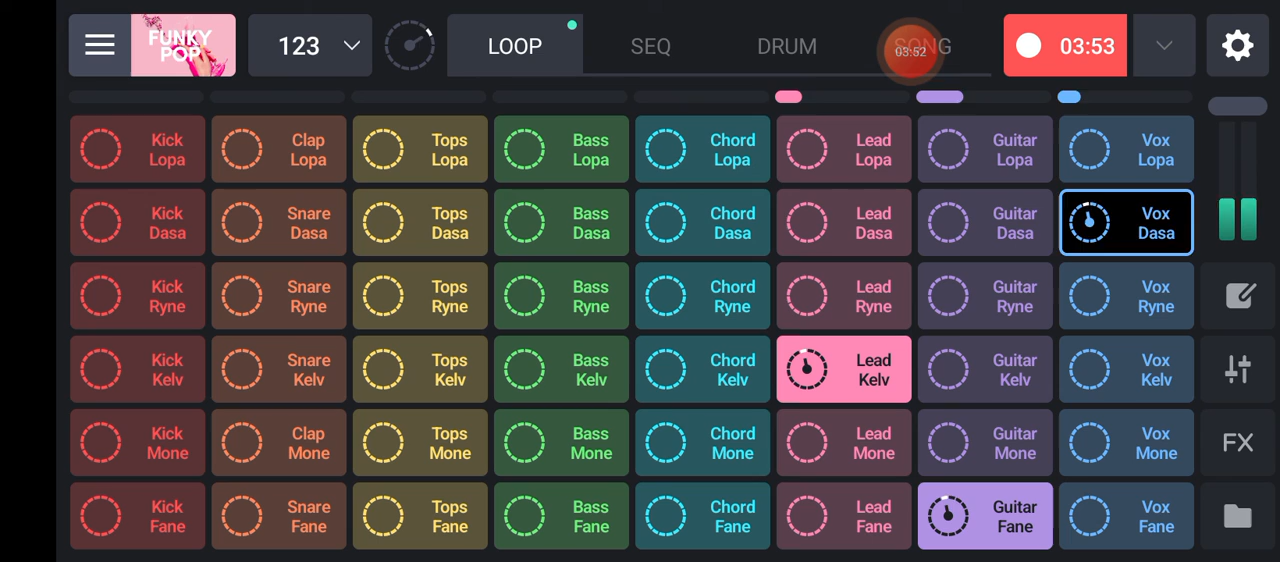 FUNKY
POP
123
LOOP
SEQ
DRUM
SONG
03:52
03:53
Kick
Lopa
Clap
Lopa
Tops
Lopa
Bass
Lopa
Chord
Lopa
Lead
Lopa
Guitar
Lopa
Vox
Lopa
Kick
Dasa
Snare
Dasa
Tops
Dasa
Bass
Dasa
Chord
Dasa
Lead
Dasa
Guitar
Dasa
Vox
Dasa
Kick
Ryne
Snare
Ryne
Tops
Ryne
Bass
Ryne
Chord
Ryne
Lead
Ryne
Guitar
Ryne
Vox
Ryne
Kick
Kelv
Snare
Kelv
Tops
Kelv
Bass
Kelv
Chord
Kelv
Lead
Kelv
Guitar
Kelv
Vox
Kelv
Kick
Mone
Clap
Mone
Tops
Mone
Bass
Mone
Chord
Mone
Lead
Mone
Guitar
Mone
Vox
Mone
FX
Kick
Fane
Snare
Fane
Tops
Fane
Bass
Fane
Chord
Fane
Lead
Fane
Guitar
Fane
Vox
Fane